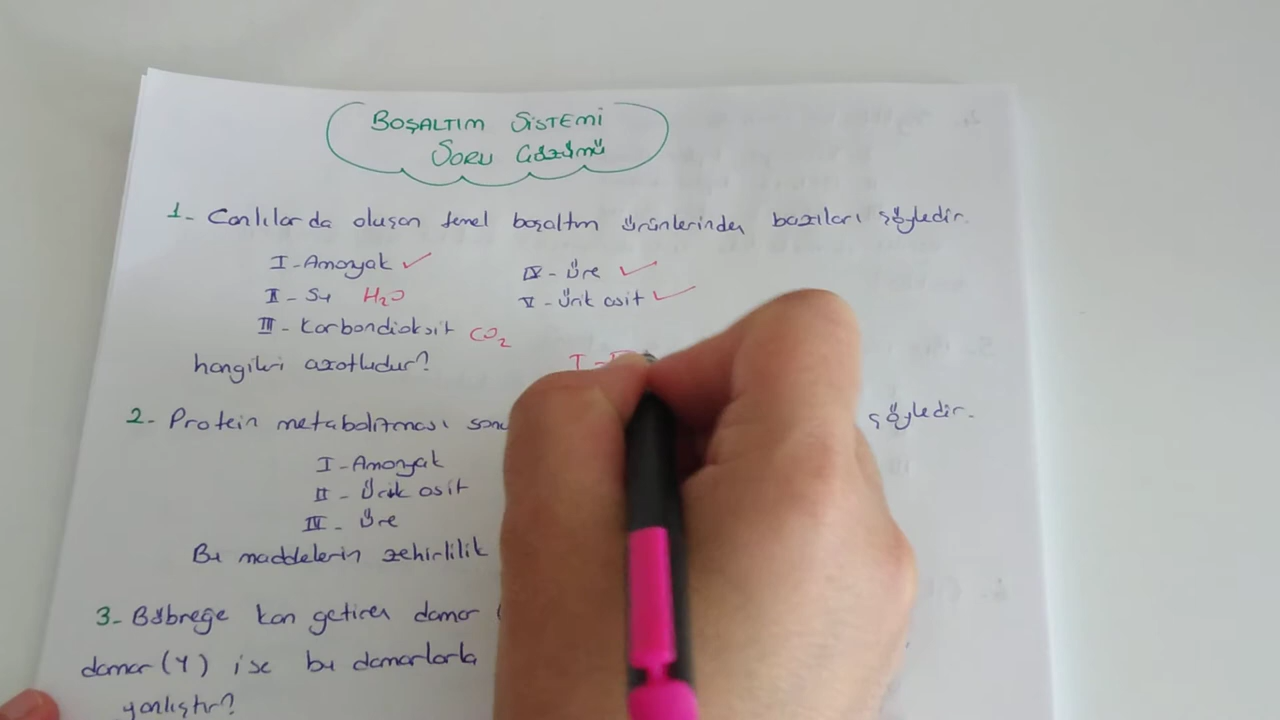 BOŞALTIM SİSTEMİ
SORU ÇÖZÜMÜ
1- Canlılarda oluşan temel boşaltım ürünlerinden bazıları şöyledir.
I - Amonyak ✓ IV - Üre ✓
II - Su H₂O V - Ürik asit ✓
III - Karbondioksit CO₂
hangileri azotludur? I -
2- Protein metabolizması şöyledir.
I - Amonyak
II - Ürik asit
IV - Üre
Bu maddelerin zehirlilik
3- Böbreğe kan getiren damar
damar (Y) ise bu damarlarla
yanlıştır?